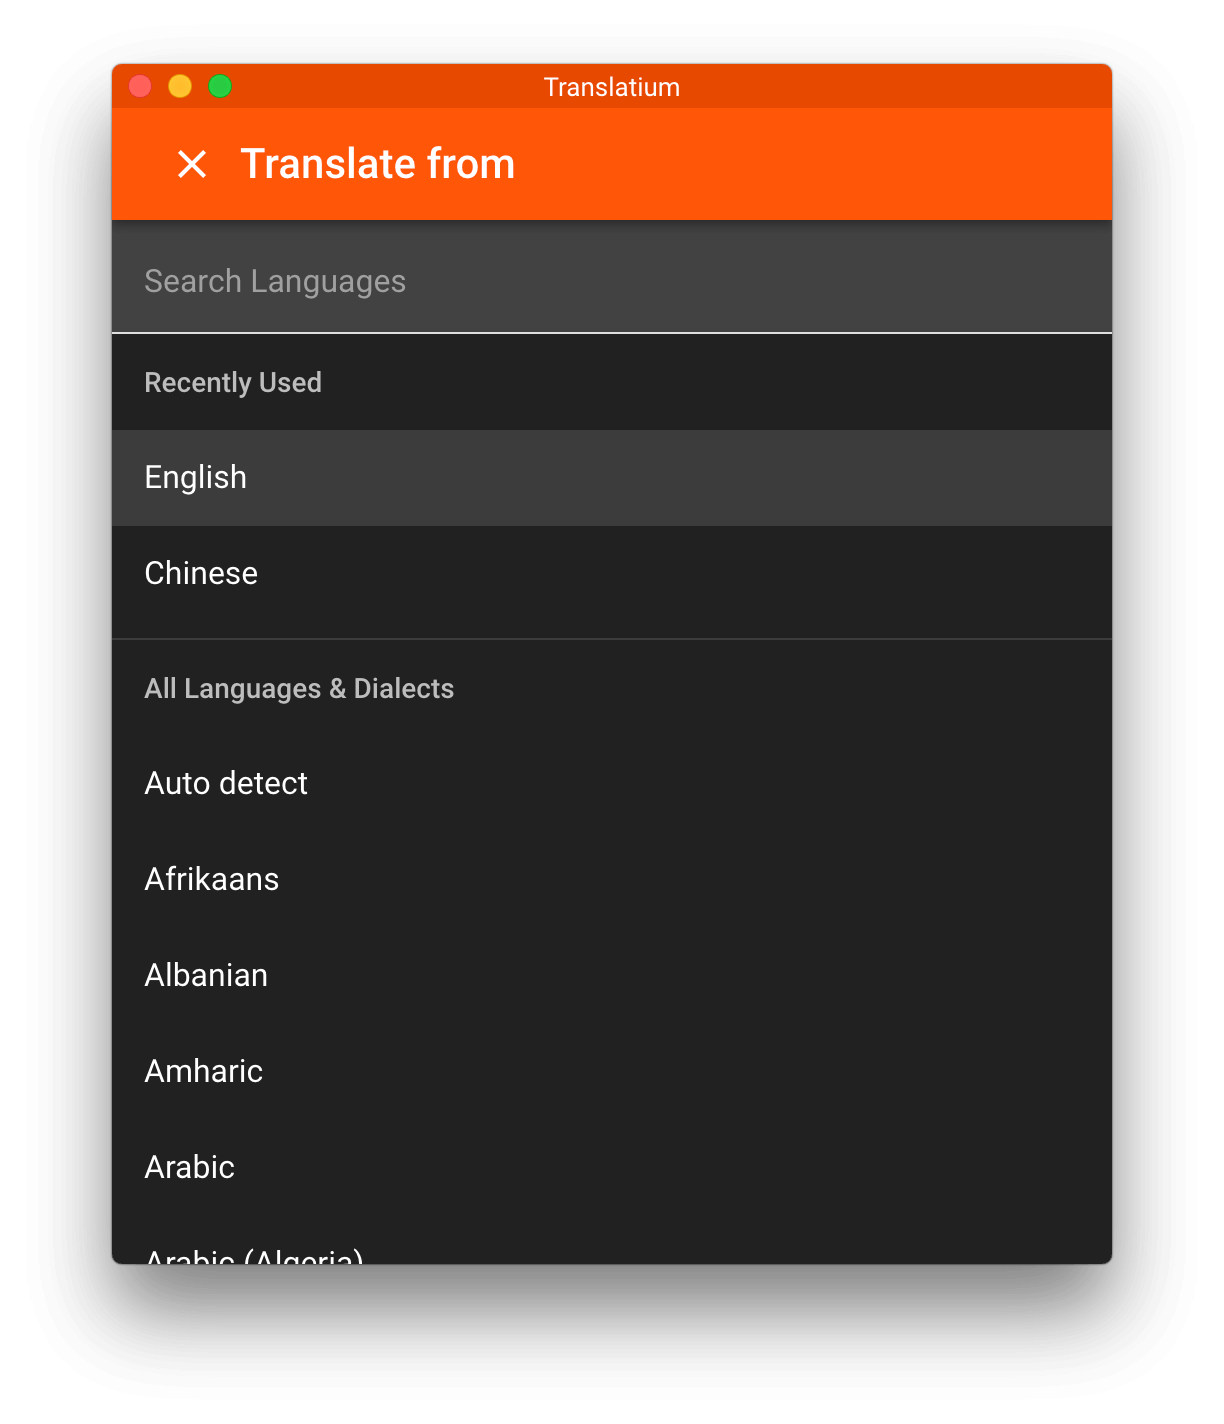 Translatium
Translate from
Search Languages
Recently Used
English
Chinese
All Languages & Dialects
Auto detect
Afrikaans
Albanian
Amharic
Arabic
Arabic (Algeria)